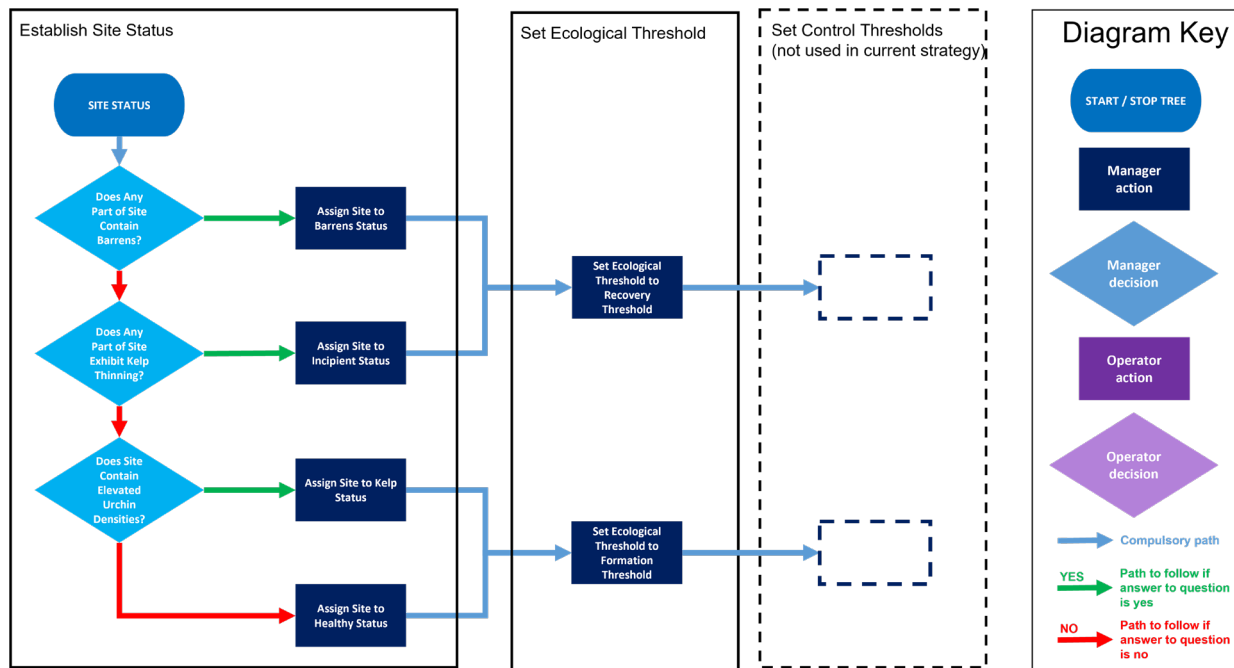 Establish Site Status
SITE STATUS
Does Any
Part of Site
Contain
Barrens?
Assign Site to
Barrens Status
Does Any
Part of Site
Exhibit Kelp
Thinning?
Assign Site to
Incipient Status
Does Site
Contain
Elevated
Urchin
Densities?
Assign Site to Kelp
Status
Assign Site to
Healthy Status
Set Ecological Threshold
Set Ecological
Threshold to
Recovery
Threshold
Set Ecological
Threshold to
Formation
Threshold
Set Control Thresholds
(not used in current strategy)
Diagram Key
START / STOP TREE
Manager
action
Manager
decision
Operator
action
Operator
decision
Compulsory path
YES
Path to follow if
answer to question
is yes
NO
Path to follow if
answer to question
is no